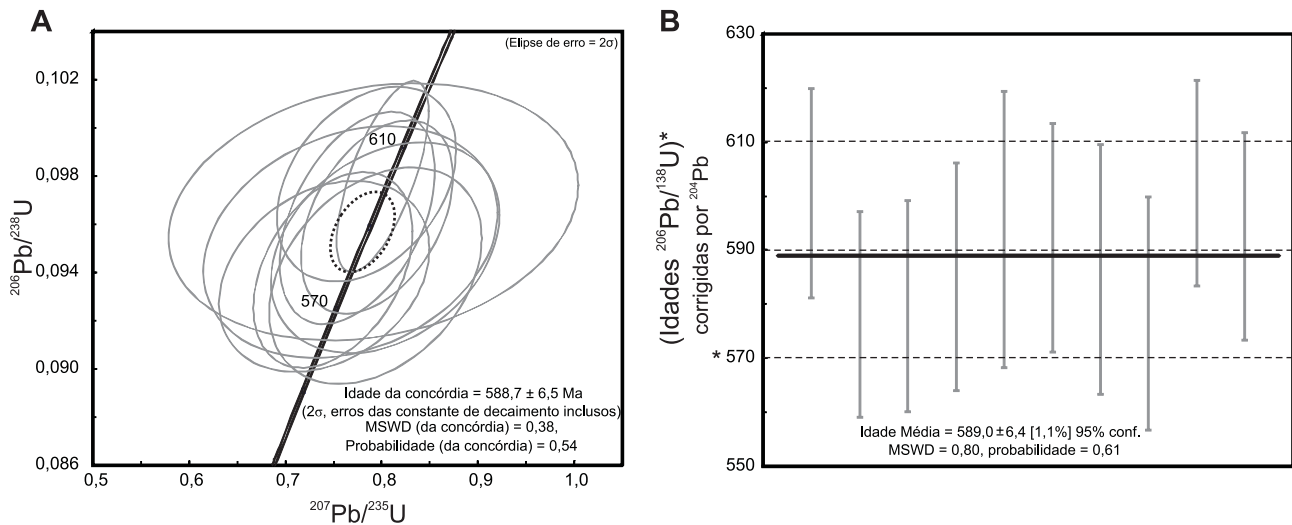 A
(Elipse de erro = 2σ)
0,102
0,098
0,094
0,090
0,086
²⁰⁶Pb/²³⁸U
610
570
Idade da concórdia = 588,7 ± 6,5 Ma
(2σ, erros das constante de decaimento inclusos)
MSWD (da concórdia) = 0,38,
Probabilidade (da concórdia) = 0,54
0,5
0,6
0,7
0,8
0,9
1,0
²⁰⁷Pb/²³⁵U
B
630
610
590
* 570
550
(Idades ²⁰⁶Pb/¹³⁸U)*
corrigidas por ²⁰⁴Pb
Idade Média = 589,0 ±6,4 [1,1%] 95% conf.
MSWD = 0,80, probabilidade = 0,61